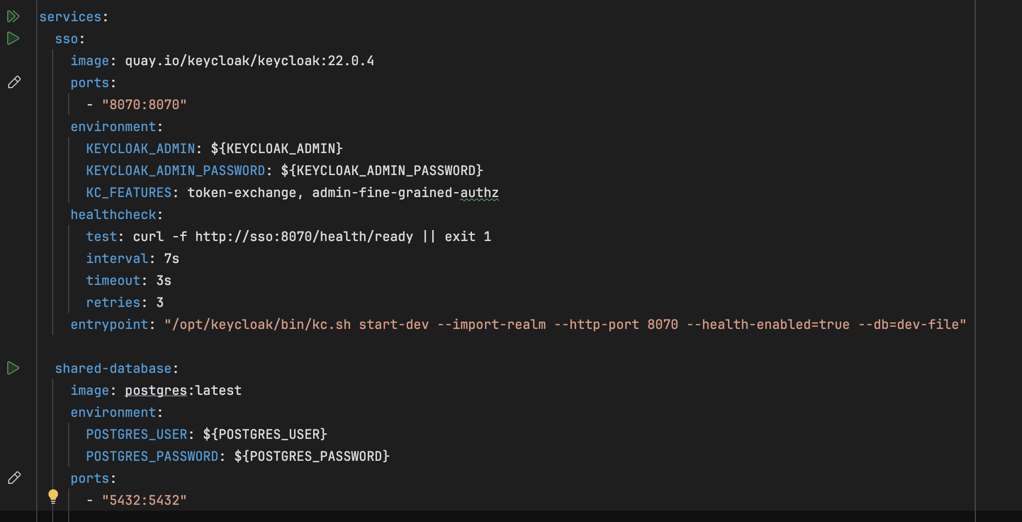 services:
  sso:
    image: quay.io/keycloak/keycloak:22.0.4
    ports:
      - "8070:8070"
    environment:
      KEYCLOAK_ADMIN: ${KEYCLOAK_ADMIN}
      KEYCLOAK_ADMIN_PASSWORD: ${KEYCLOAK_ADMIN_PASSWORD}
      KC_FEATURES: token-exchange, admin-fine-grained-authz
    healthcheck:
      test: curl -f http://sso:8070/health/ready || exit 1
      interval: 7s
      timeout: 3s
      retries: 3
    entrypoint: "/opt/keycloak/bin/kc.sh start-dev --import-realm --http-port 8070 --health-enabled=true --db=dev-file"

  shared-database:
    image: postgres:latest
    environment:
      POSTGRES_USER: ${POSTGRES_USER}
      POSTGRES_PASSWORD: ${POSTGRES_PASSWORD}
    ports:
      - "5432:5432"